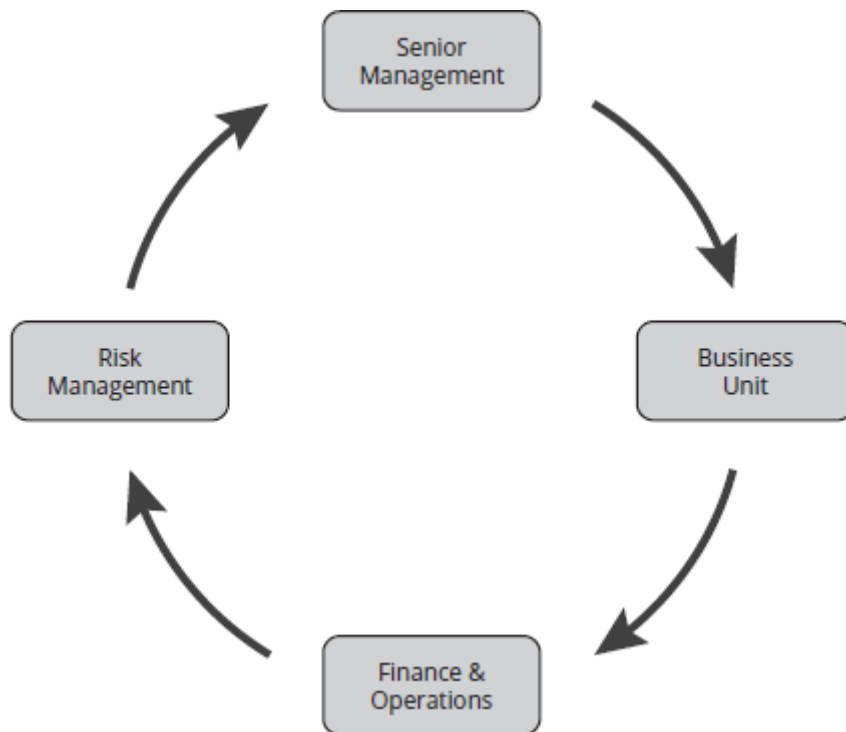 Senior
Management
Risk
Management
Business
Unit
Finance &
Operations